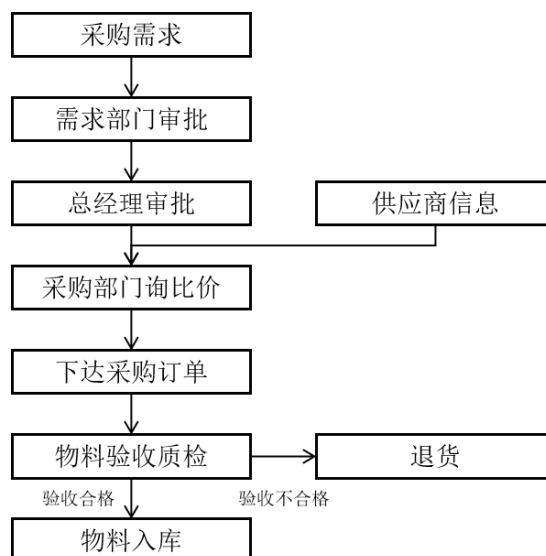 采购需求
需求部门审批
总经理审批
供应商信息
采购部门询比价
下达采购订单
物料验收质检
退货
验收合格
验收不合格
物料入库